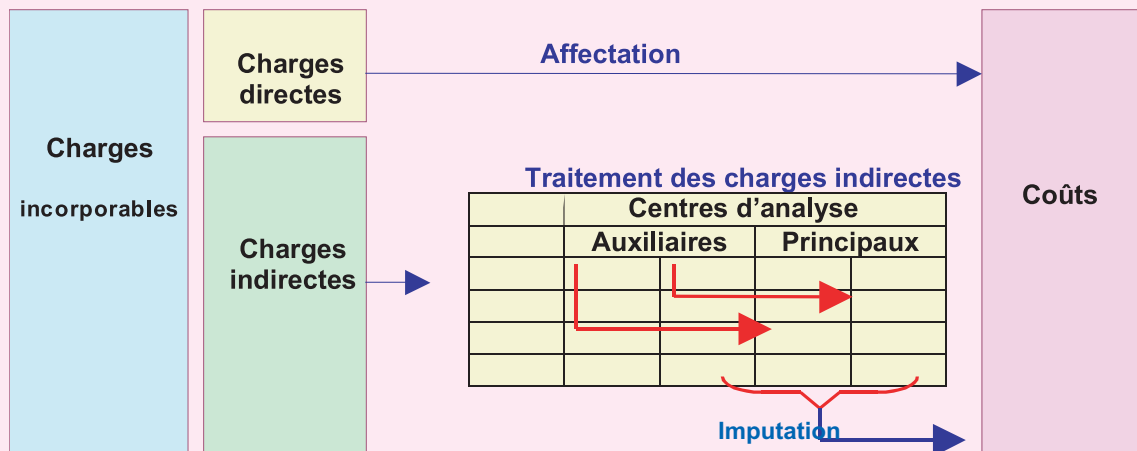 Charges
incorporables
Charges
directes
Charges
indirectes
Affectation
Traitement des charges indirectes
Centres d’analyse
Auxiliaires
Principaux
Imputation
Coûts